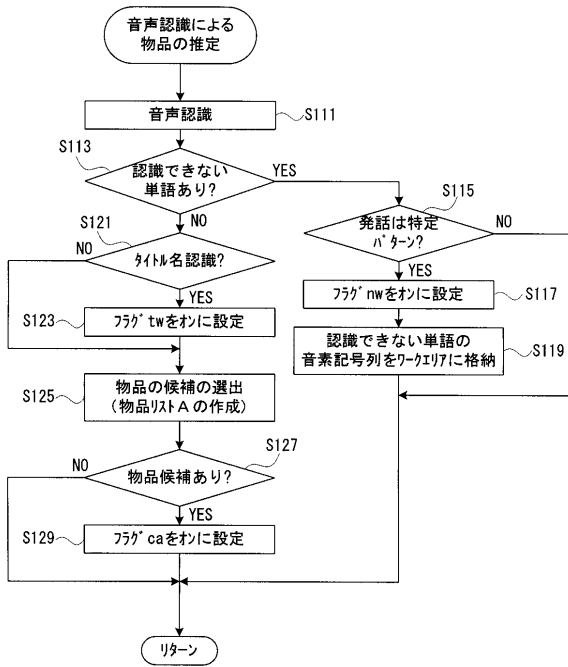 音声認識による
物品の推定
音声認識
S111
S113
認識できない
単語あり?
YES
NO
S115
発話は特定
ﾊﾟﾀｰﾝ?
NO
YES
S121
ﾀｲﾄﾙ名認識?
NO
YES
ﾌﾗｸﾞnwをｵﾝに設定
S117
S123
ﾌﾗｸﾞtwをｵﾝに設定
認識できない単語の
音素記号列をﾜｰｸｴﾘｱに格納
S119
S125
物品の候補の選出
(物品ﾘｽﾄAの作成)
S127
物品候補あり?
NO
YES
S129
ﾌﾗｸﾞcaをｵﾝに設定
ﾘﾀｰﾝ